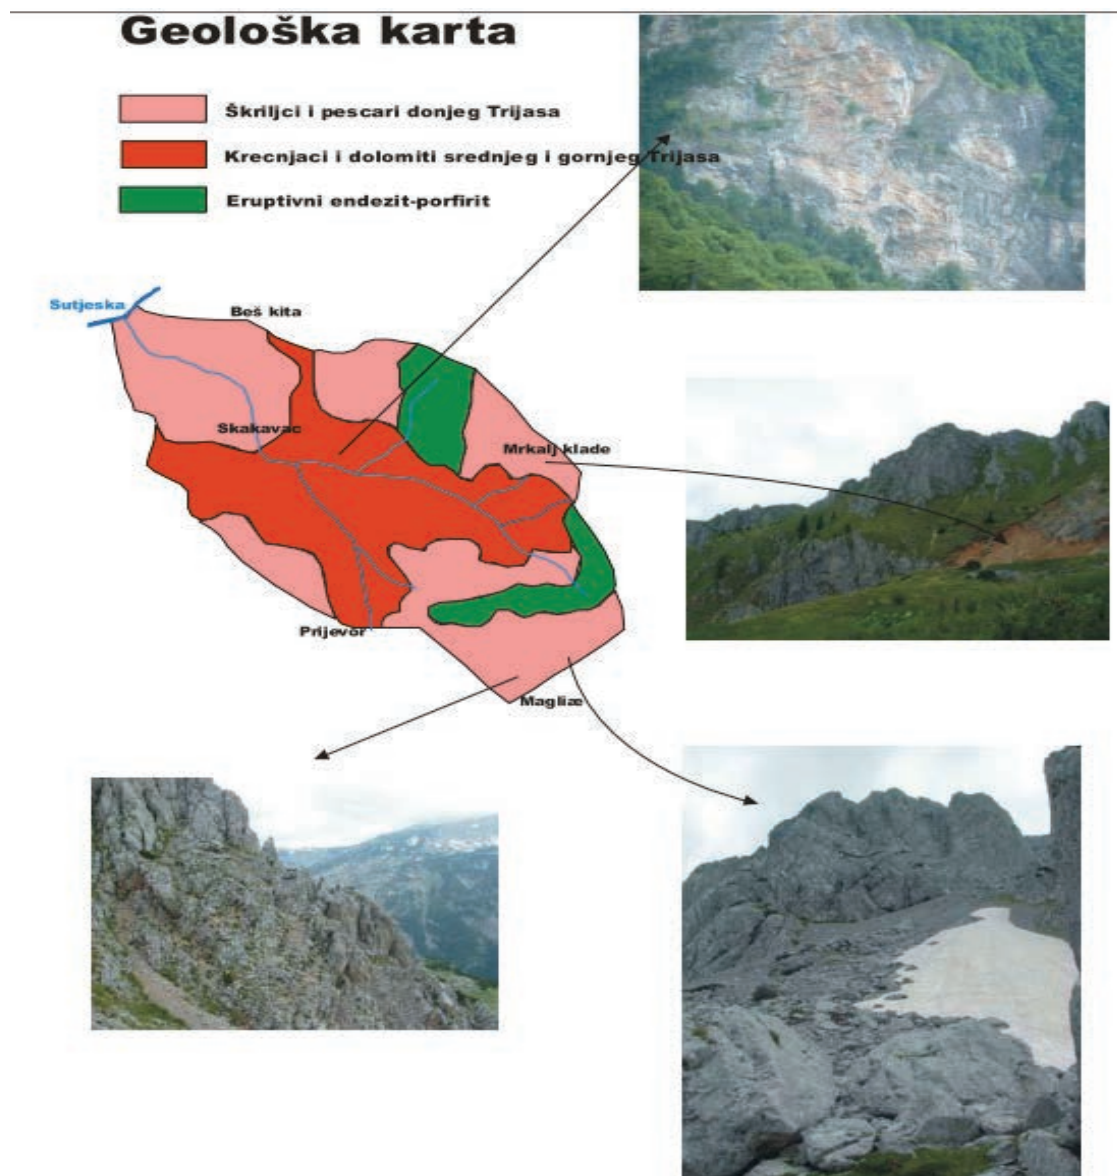 Geološka karta
Škriljci i pescari donjeg Trijasa
Krecnjaci i dolomiti srednjeg i gornjeg Trijasa
Eruptivni endezit-porfirit
Sutjeska
Beš kita
Skakavac
Mrkalj klade
Prijevor
Magliæ